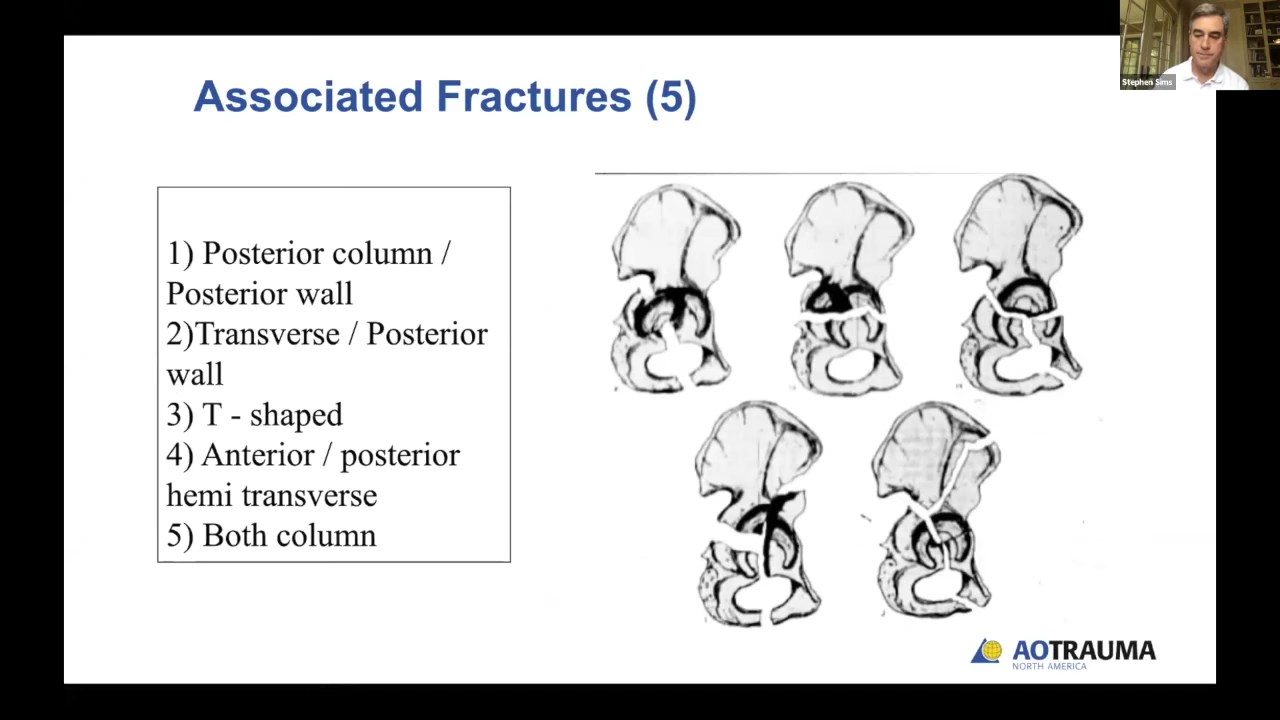 Stephen Sims
Associated Fractures (5)
1) Posterior column /
Posterior wall
2)Transverse / Posterior
wall
3) T - shaped
4) Anterior / posterior
hemi transverse
5) Both column
AOTRAUMA
NORTH AMERICA